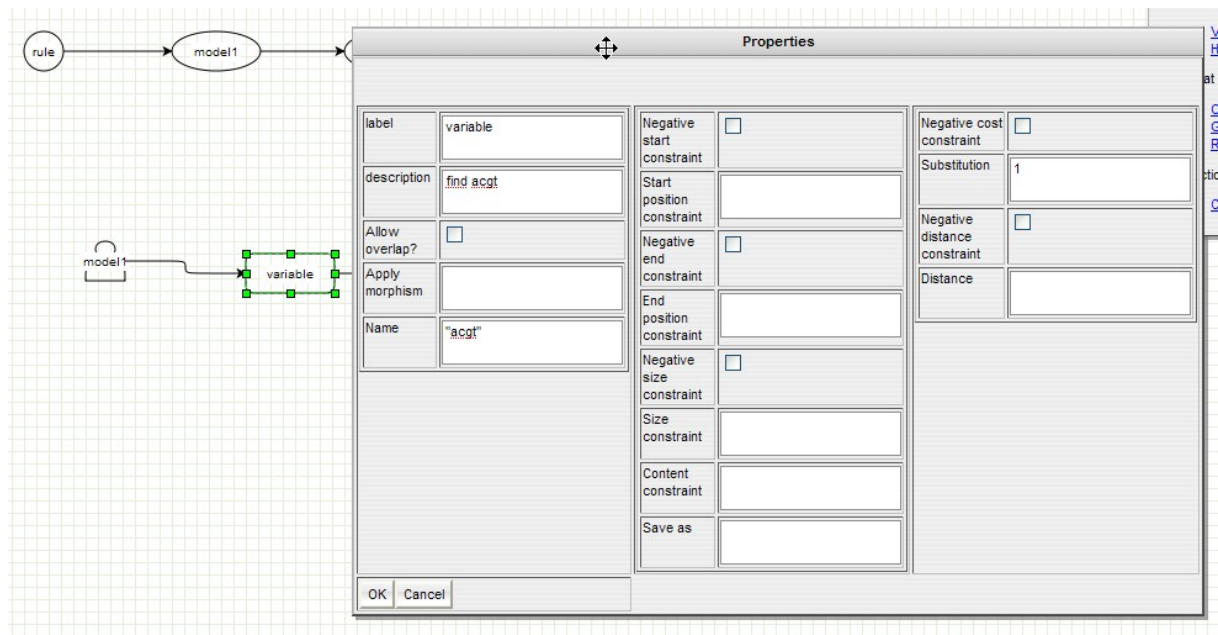 rule
model1
model1
variable
Properties
label
variable
description
find acgt
Allow
overlap?
Apply
morphism
Name
"acgt"
Negative
start
constraint
Start
position
constraint
Negative
end
constraint
End
position
constraint
Negative
size
constraint
Size
constraint
Content
constraint
Save as
Negative cost
constraint
Substitution
1
Negative
distance
constraint
Distance
OK
Cancel
at